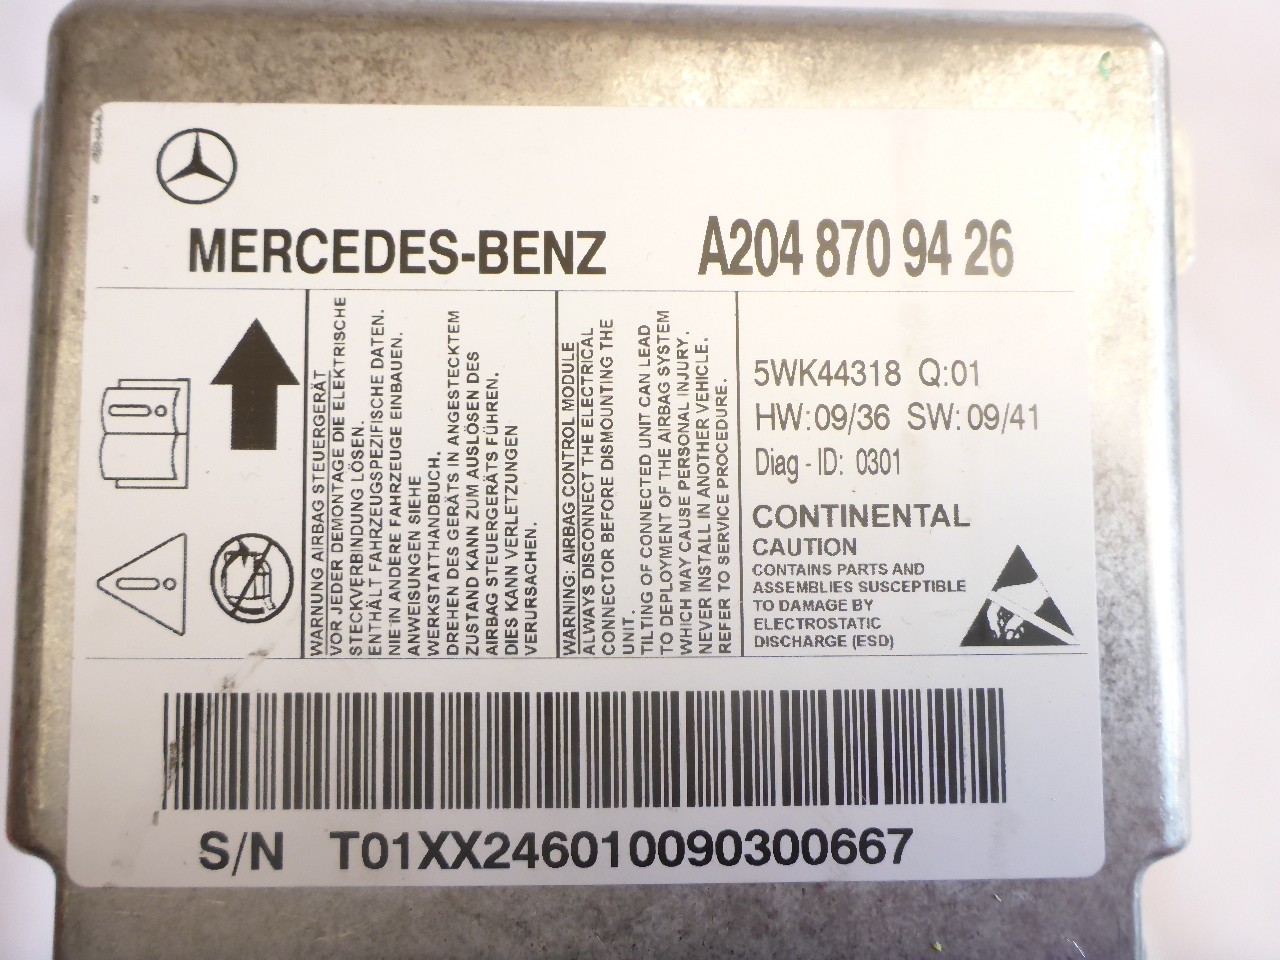 MERCEDES-BENZ A204 870 94 26
WARNUNG AIRBAG STEUERGERÄT
VOR JEDER DEMONTAGE DIE ELEKTRISCHE
STECKVERBINDUNG LÖSEN.
ENTHÄLT FAHRZEUGSPEZIFISCHE DATEN.
NIE IN ANDERE FAHRZEUGE EINBAUEN.
ANWEISUNGEN SIEHE
WERKSTATTHANDBUCH.
DREHEN DES GERÄTS IN ANGESTECKTEM
ZUSTAND KANN ZUM AUSLÖSEN DES
AIRBAG STEUERGERÄTS FÜHREN.
DIES KANN VERLETZUNGEN
VERURSACHEN.
WARNING: AIRBAG CONTROL MODULE
ALWAYS DISCONNECT THE ELECTRICAL
CONNECTOR BEFORE DISMOUNTING THE
UNIT.
TILTING OF CONNECTED UNIT CAN LEAD
TO DEPLOYMENT OF THE AIRBAG SYSTEM
WHICH MAY CAUSE PERSONAL INJURY.
NEVER INSTALL IN ANOTHER VEHICLE.
REFER TO SERVICE PROCEDURE.
5WK44318 Q:01
HW:09/36 SW:09/41
Diag-ID: 0301
CONTINENTAL
CAUTION
CONTAINS PARTS AND
ASSEMBLIES SUSCEPTIBLE
TO DAMAGE BY
ELECTROSTATIC
DISCHARGE (ESD)
S/N T01XX246010090300667